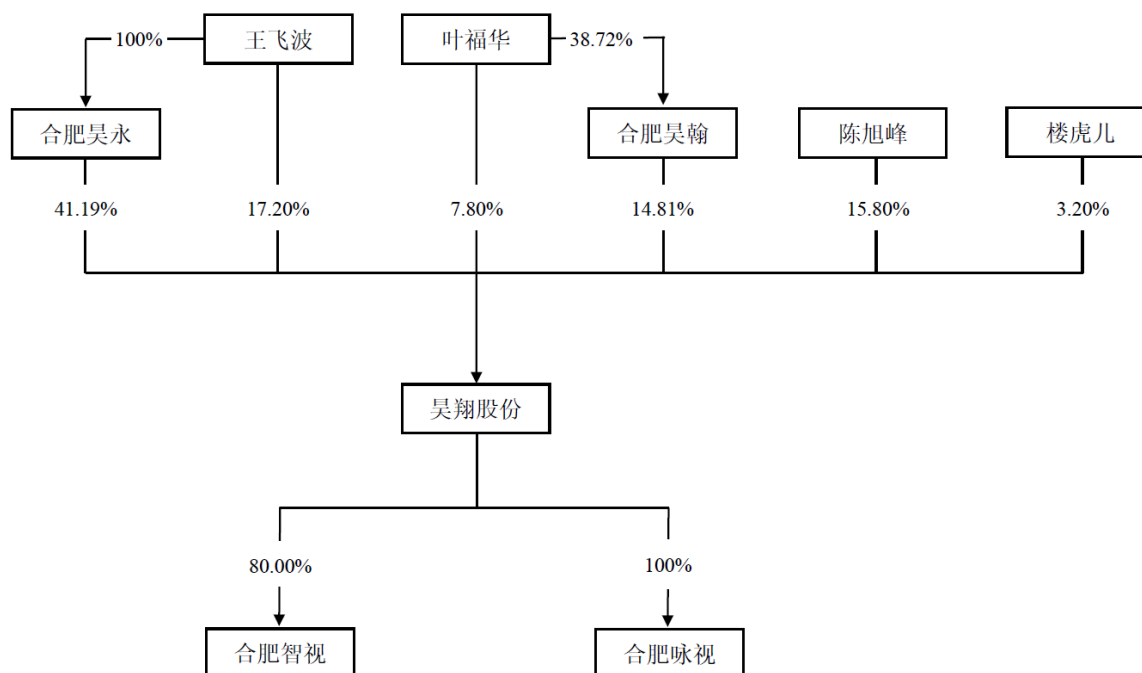 100%
王飞波
叶福华
38.72%
合肥昊永
合肥昊翰
陈旭峰
楼虎儿
41.19%
17.20%
7.80%
14.81%
15.80%
3.20%
昊翔股份
80.00%
100%
合肥智视
合肥咏视